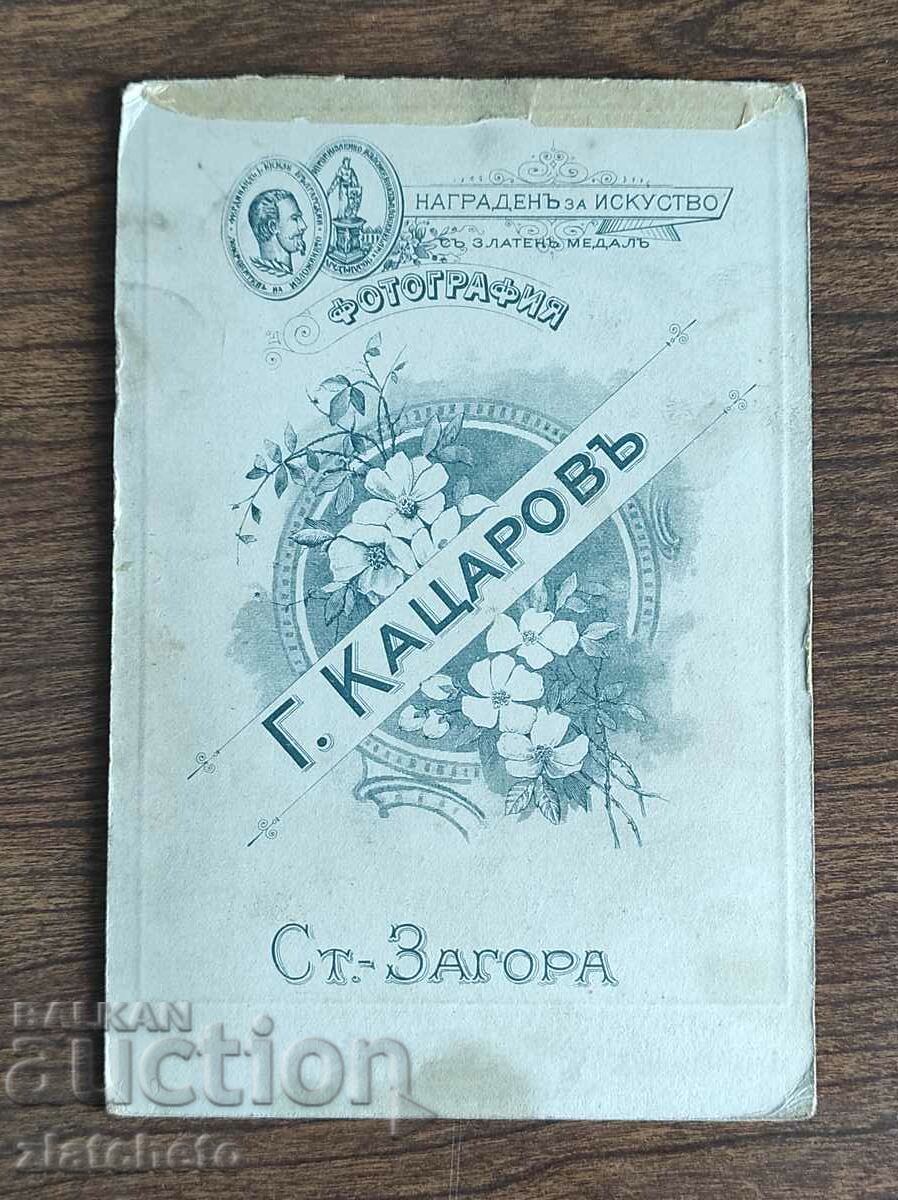 НАГРАДЕНЪ ЗА ИСКУСТВО
СЪ ЗЛАТЕНЪ МЕДАЛЪ
ФОТОГРАФИЯ
Г. КАЦАРОВЪ
СТ.-ЗАГОРА
BALKAN
auction
zlatcheto